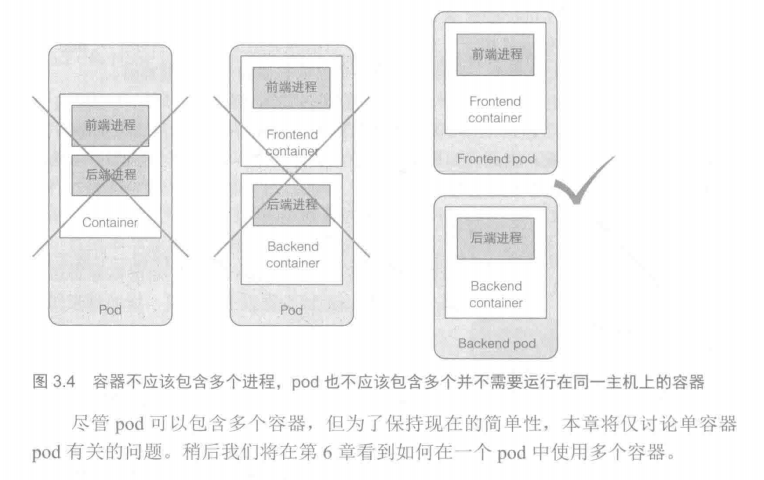 前端进程
后端进程
Container
Pod
前端进程
Frontend
container
后端进程
Backend
container
Pod
前端进程
Frontend
container
Frontend pod
后端进程
Backend
container
Backend pod
图 3.4 容器不应该包含多个进程，pod 也不应该包含多个并不需要运行在同一主机上的容器
尽管 pod 可以包含多个容器，但为了保持现在的简单性，本章将仅讨论单容器
pod 有关的问题。稍后我们将在第 6 章看到如何在一个 pod 中使用多个容器。